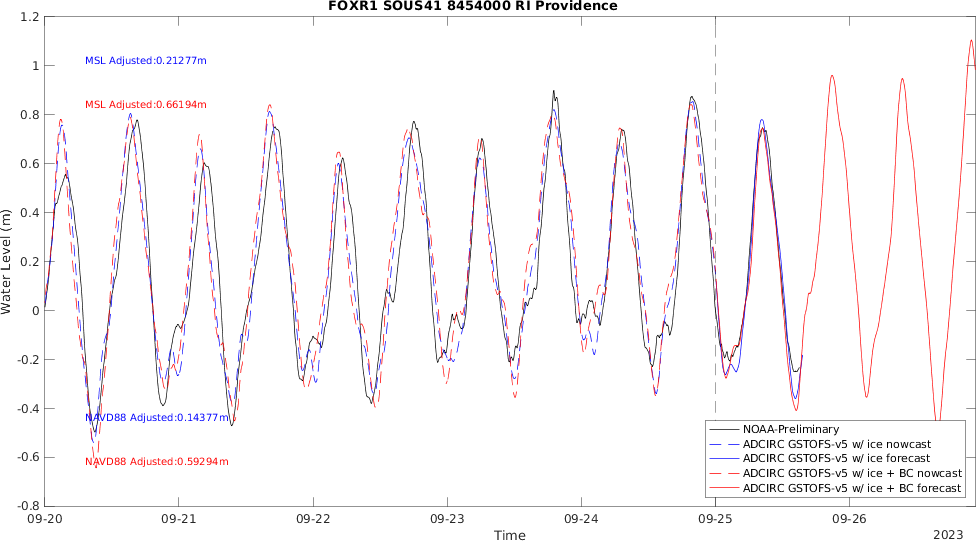 FOXR1 SOUS41 8454000 RI Providence
1.2
1
0.8
0.6
0.4
0.2
0
-0.2
-0.4
-0.6
-0.8
Water Level (m)
MSL Adjusted:0.21277m
MSL Adjusted:0.66194m
NAVD88 Adjusted:0.14377m
NAVD88 Adjusted:0.59294m
NOAA-Preliminary
ADCIRC GSTOFS-v5 w/ ice nowcast
ADCIRC GSTOFS-v5 w/ ice forecast
ADCIRC GSTOFS-v5 w/ ice + BC nowcast
ADCIRC GSTOFS-v5 w/ ice + BC forecast
09-20 09-21 09-22 09-23 09-24 09-25 09-26
Time
2023